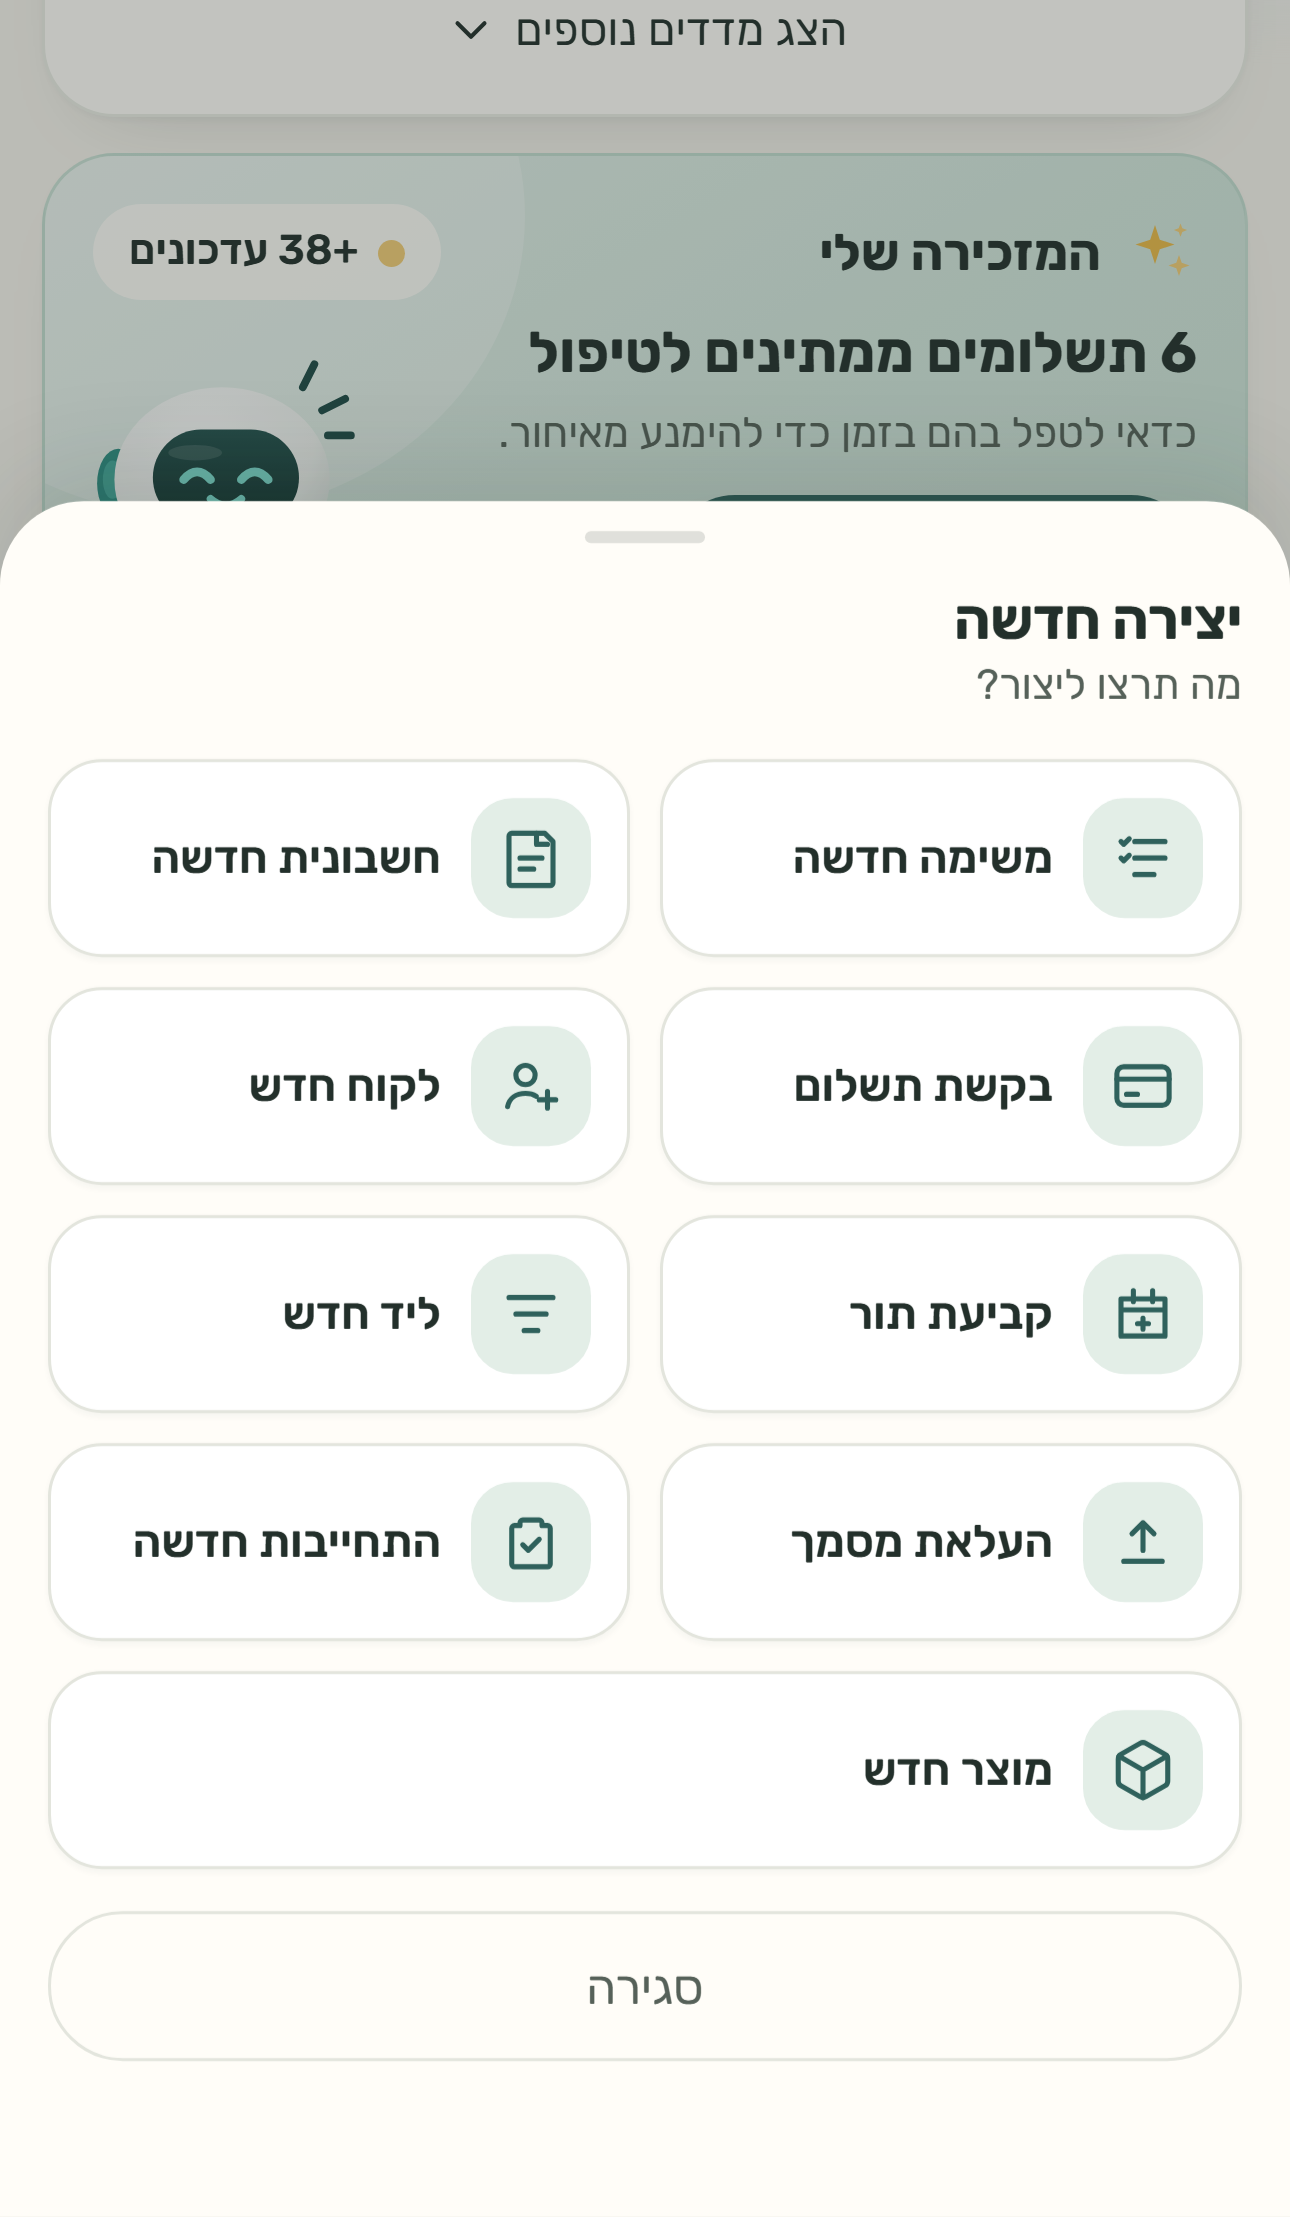 הצג מדדים נוספים
המזכירה שלי
38+ עדכונים
6 תשלומים ממתינים לטיפול
כדאי לטפל בהם בזמן כדי להימנע מאיחור.
יצירה חדשה
מה תרצו ליצור?
משימה חדשה
חשבונית חדשה
בקשת תשלום
לקוח חדש
קביעת תור
ליד חדש
העלאת מסמך
התחייבות חדשה
מוצר חדש
סגירה